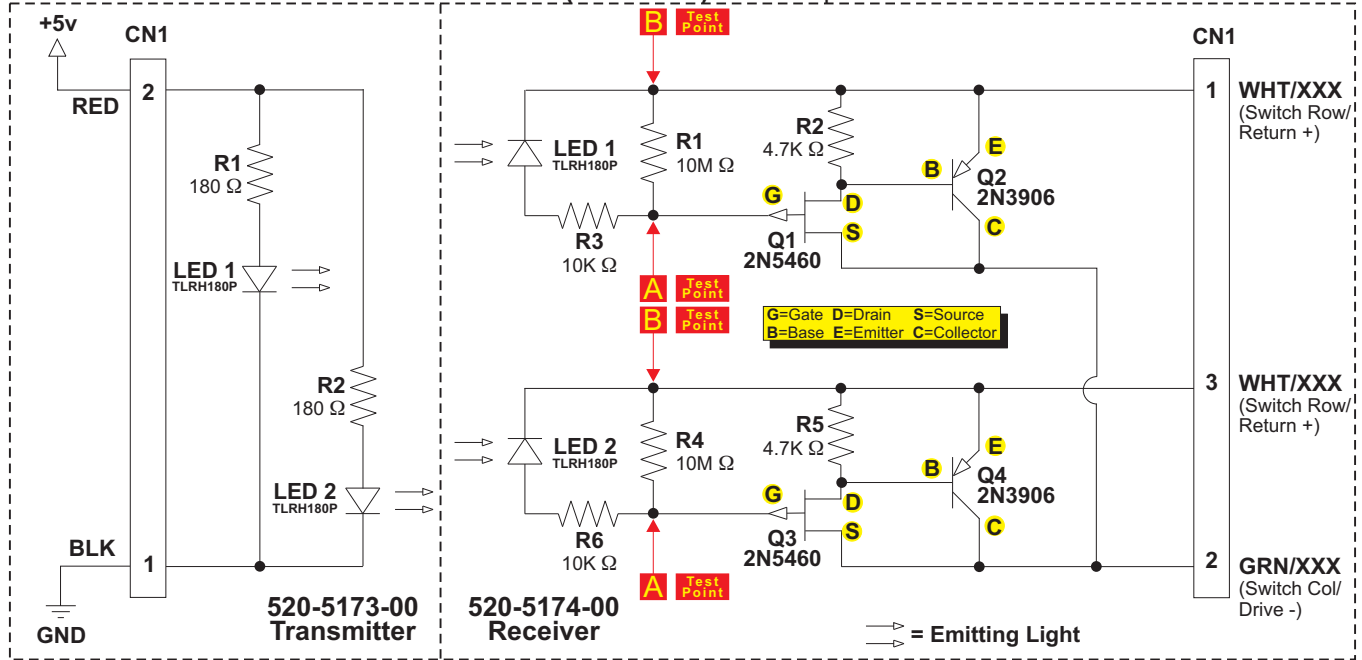 +5v
CN1
2
RED
R1
180 Ω
LED 1
TLRH180P
R2
180 Ω
LED 2
TLRH180P
BLK
1
GND
520-5173-00
Transmitter
B
Test
Point
CN1
1
WHT/XXX
(Switch Row/
Return +)
LED 1
TLRH180P
R1
10M Ω
R2
4.7K Ω
E
B
Q2
2N3906
C
G
D
S
R3
10K Ω
Q1
2N5460
A
Test
Point
B
Test
Point
G=Gate D=Drain S=Source
B=Base E=Emitter C=Collector
3
WHT/XXX
(Switch Row/
Return +)
LED 2
TLRH180P
R4
10M Ω
R5
4.7K Ω
E
B
Q4
2N3906
C
G
D
S
R6
10K Ω
Q3
2N5460
A
Test
Point
2
GRN/XXX
(Switch Col/
Drive -)
520-5174-00
Receiver
= Emitting Light